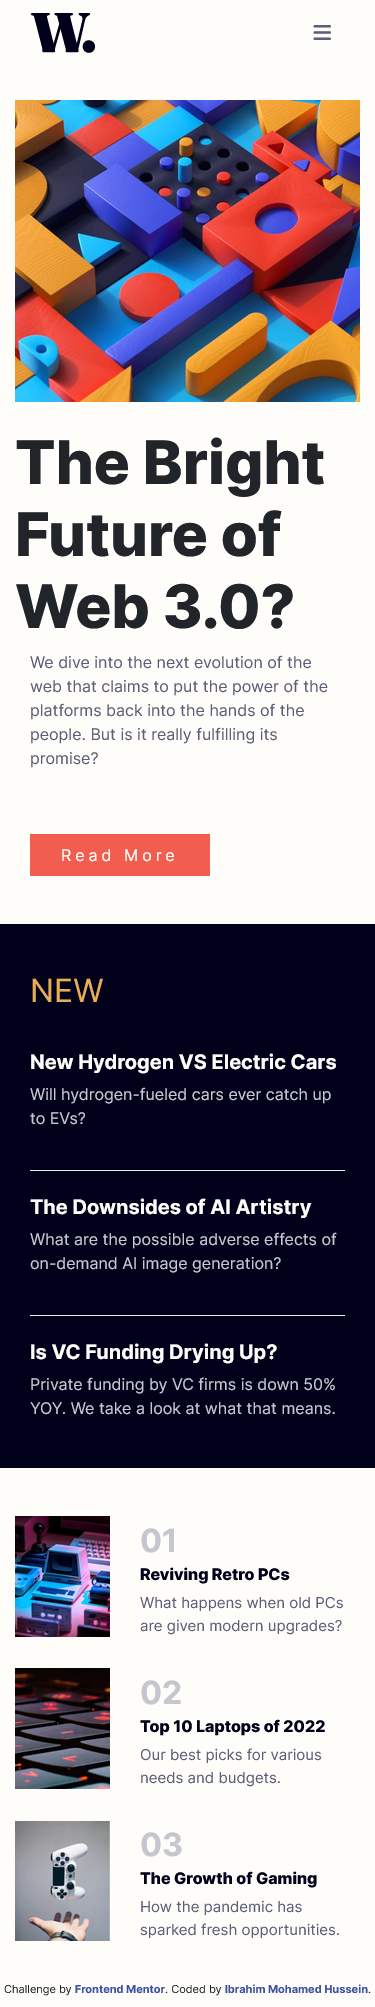 W.
The Bright
Future of
Web 3.0?
We dive into the next evolution of the
web that claims to put the power of the
platforms back into the hands of the
people. But is it really fulfilling its
promise?
Read More
NEW
New Hydrogen VS Electric Cars
Will hydrogen-fueled cars ever catch up
to EVs?
The Downsides of AI Artistry
What are the possible adverse effects of
on-demand AI image generation?
Is VC Funding Drying Up?
Private funding by VC firms is down 50%
YOY. We take a look at what that means.
01
Reviving Retro PCs
What happens when old PCs
are given modern upgrades?
02
Top 10 Laptops of 2022
Our best picks for various
needs and budgets.
03
The Growth of Gaming
How the pandemic has
sparked fresh opportunities.
Challenge by Frontend Mentor. Coded by Ibrahim Mohamed Hussein.